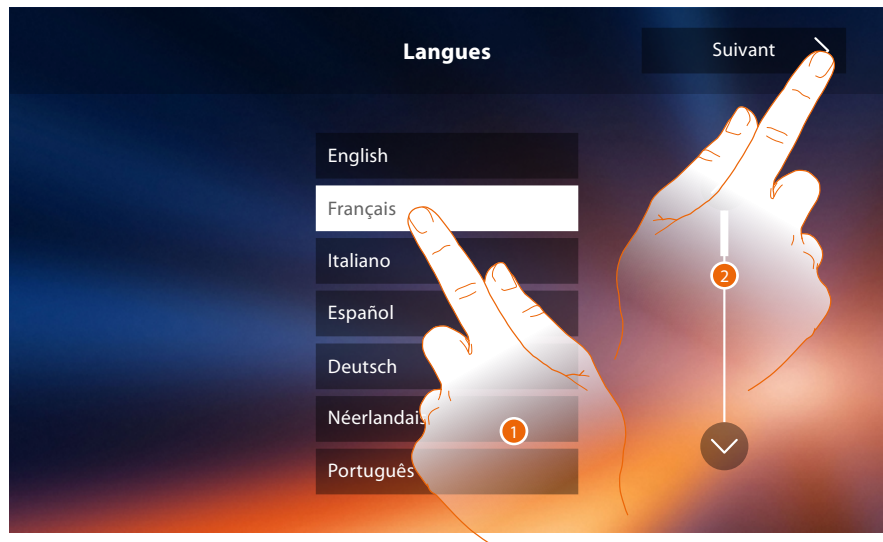 Langues
Suivant
English
Français
Italiano
Español
Deutsch
Néerlandais
2
1
Português